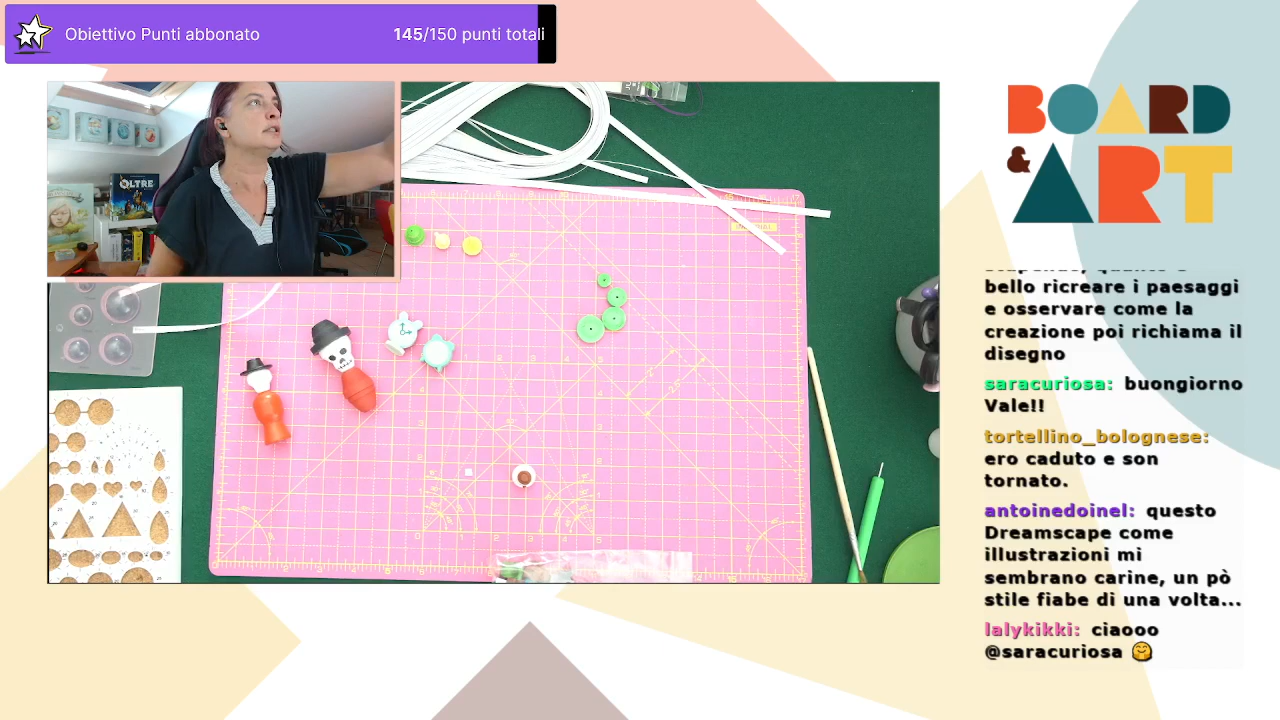 Obiettivo Punti abbonato
145/150 punti totali
BOARD
& ART
OLTRE
bello ricreare i paesaggi
e osservare come la
creazione poi richiama il
disegno
saracuriosa: buongiorno
Vale!!
tortellino_bolognese:
ero caduto e son
tornato.
antoinedoinel: questo
Dreamscape come
illustrazioni mi
sembrano carine, un pò
stile fiabe di una volta...
lalykikki: ciaooo
@saracuriosa 🤗